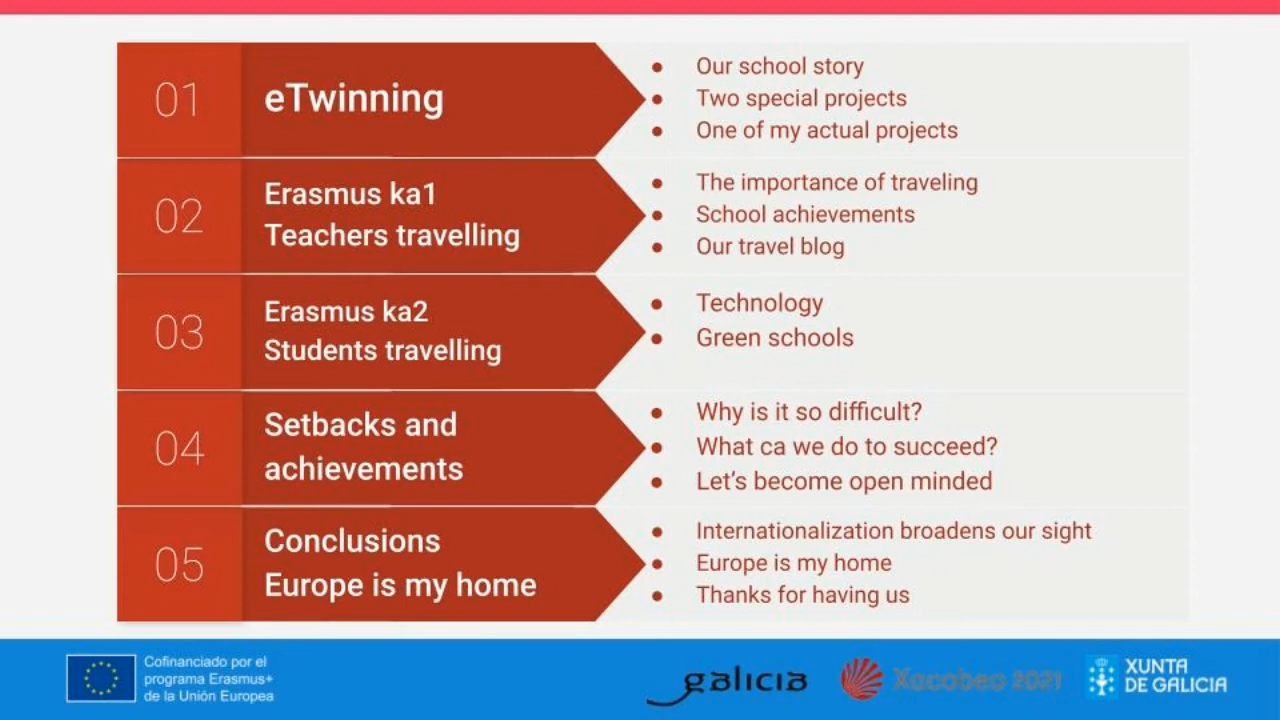 01
eTwinning
Our school story
Two special projects
One of my actual projects
02
Erasmus ka1
Teachers travelling
The importance of traveling
School achievements
Our travel blog
03
Erasmus ka2
Students travelling
Technology
Green schools
04
Setbacks and
achievements
Why is it so difficult?
What ca we do to succeed?
Let's become open minded
05
Conclusions
Europe is my home
Internationalization broadens our sight
Europe is my home
Thanks for having us
Cofinanciado por el
programa Erasmus+
de la Unión Europea
galicia
Xacobeo 2021
XUNTA
DE GALICIA